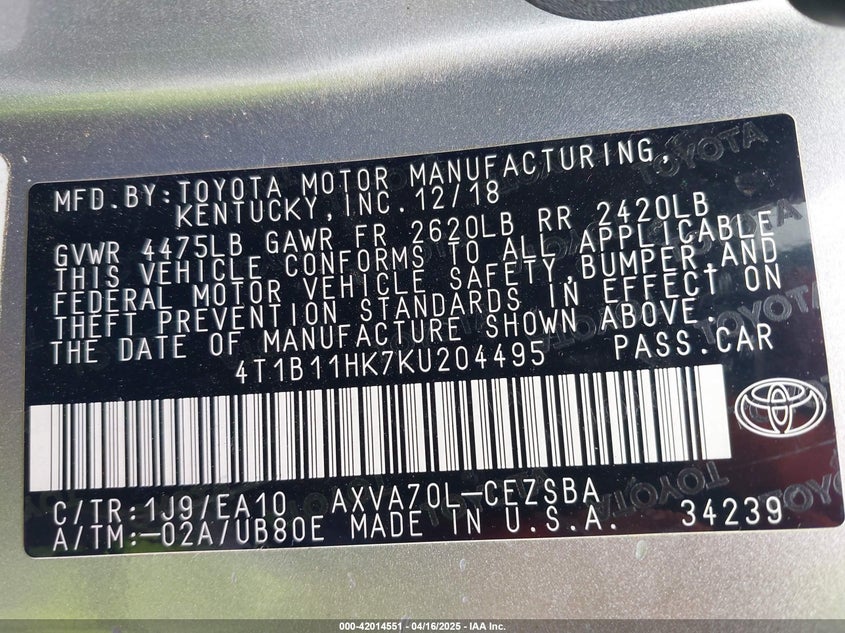 MFD.BY:TOYOTA MOTOR MANUFACTURING,
KENTUCKY,INC.12/18
GVWR 4475LB GAWR FR 2620LB RR 2420LB
THIS VEHICLE CONFORMS TO ALL APPLICABLE
FEDERAL MOTOR VEHICLE SAFETY,BUMPER,AND
THEFT PREVENTION STANDARDS IN EFFECT ON
THE DATE OF MANUFACTURE SHOWN ABOVE.
4T1B11HK7KU204495 PASS.CAR
C/TR:1J9/EA10 AXVA70L-CEZSBA
A/TM:-02A/UB80E MADE IN U.S.A. 34239
TOYOTA
TOYOTA
000-42014551 | 04/16/2025 - IAA Inc.